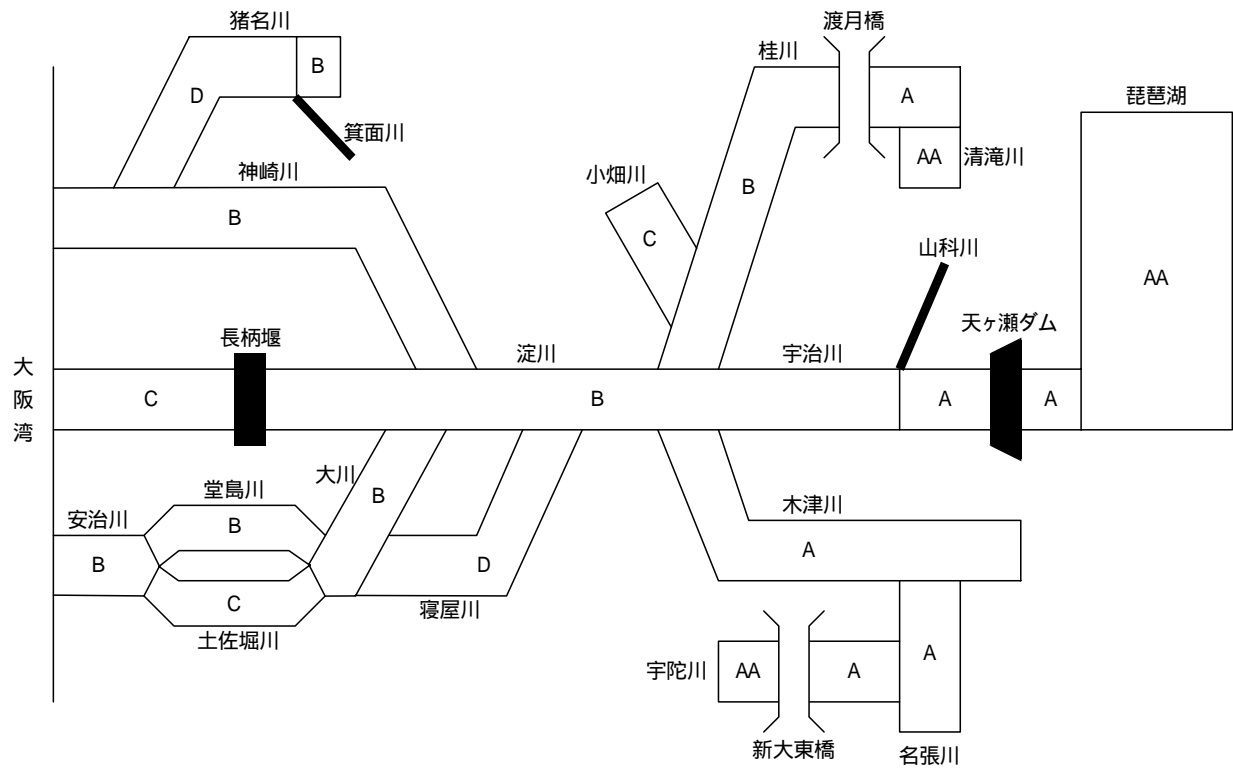 猪名川
渡月橋
桂川
B
D
A
琵琶湖
箕面川
清滝川
AA
神崎川
小畑川
B
B
C
山科川
AA
天ヶ瀬ダム
長柄堰
淀川
宇治川
大阪湾
C
B
A
A
大川
B
堂島川
木津川
安治川
B
B
A
D
C
寝屋川
土佐堀川
宇陀川
AA
A
A
新大東橋
名張川